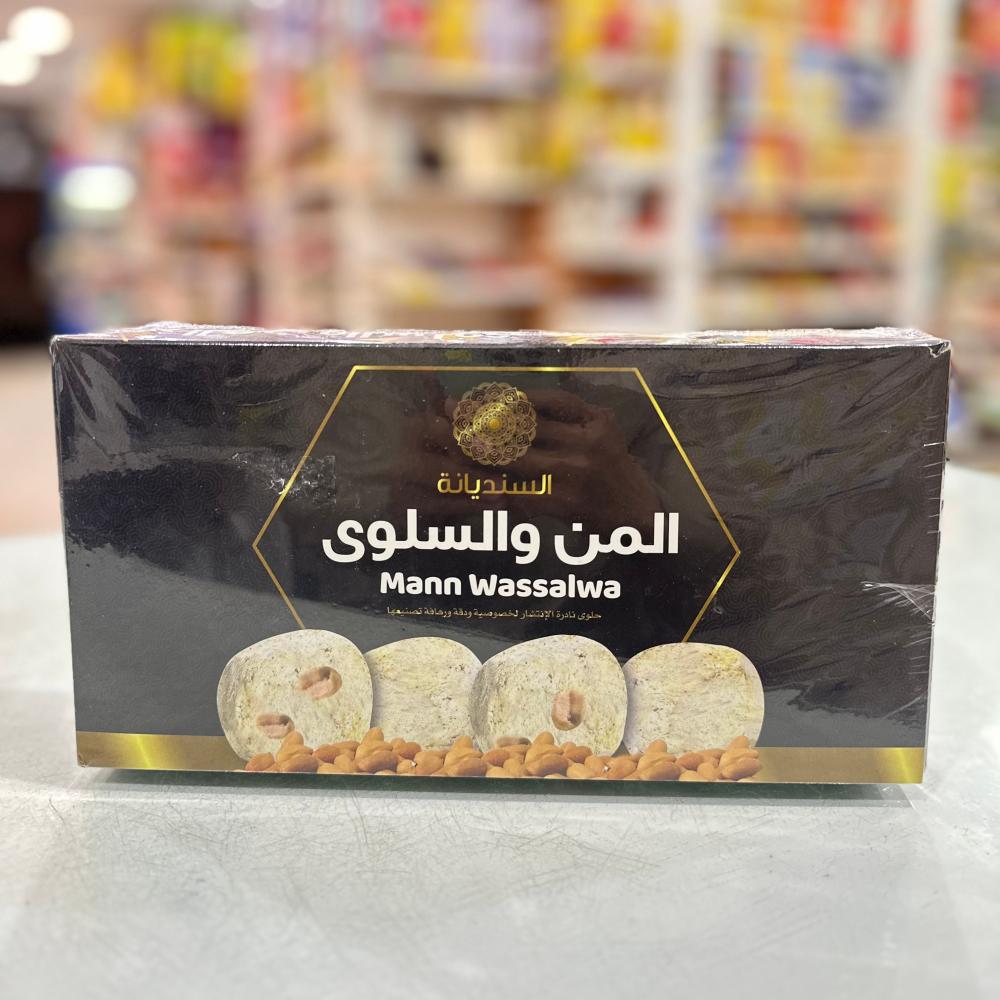 السنديانة
المن والسلوى
Mann Wassalwa
حلوى نادرة الإنتشار لخصوصية ودقة ورهافة تصنيعها